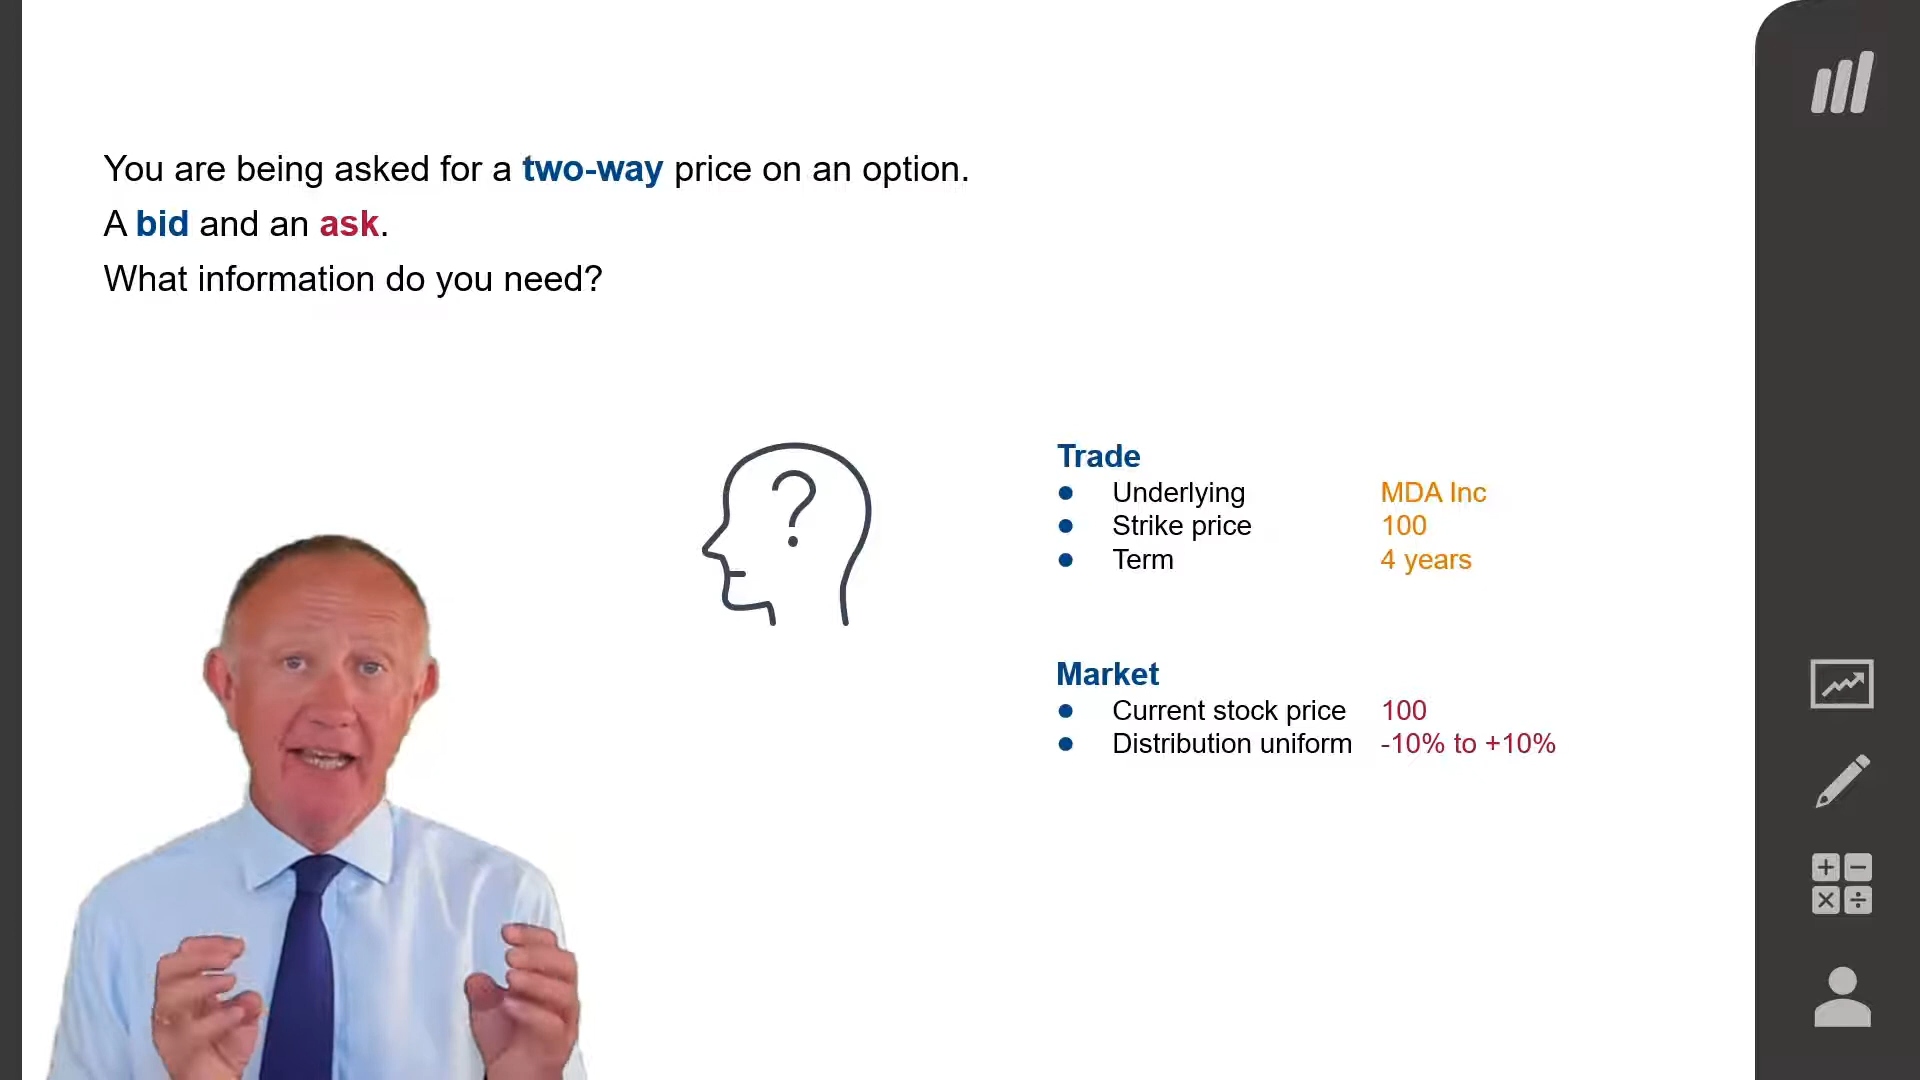 You are being asked for a two-way price on an option.
A bid and an ask.
What information do you need?
Trade
● Underlying MDA Inc
● Strike price 100
● Term 4 years
Market
● Current stock price 100
● Distribution uniform -10% to +10%